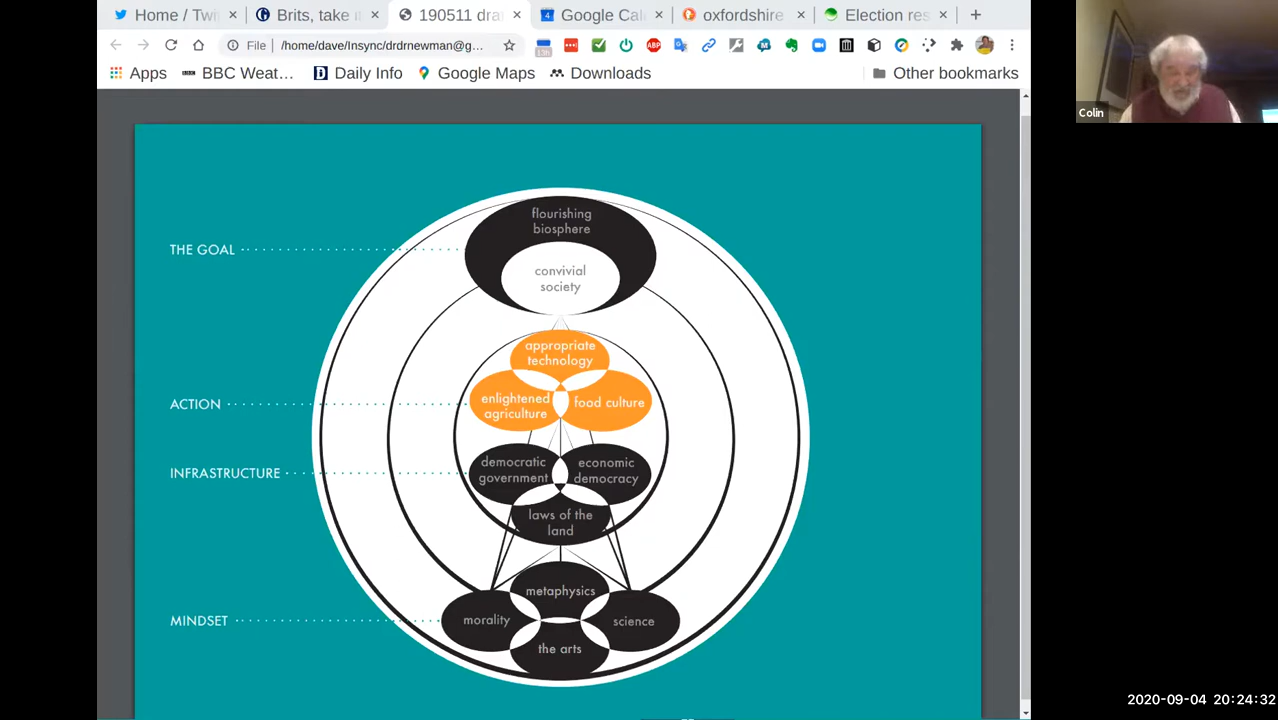 Home / Twi
Brits, take i
190511 dra
Google Cal
oxfordshire
Election res
File
/home/dave/Insync/drdrnewman@g...
Apps
BBC Weat...
Daily Info
Google Maps
Downloads
Other bookmarks
Colin
flourishing
biosphere
THE GOAL
convivial
society
appropriate
technology
ACTION
enlightened
agriculture
food culture
INFRASTRUCTURE
democratic
government
economic
democracy
laws of the
land
metaphysics
MINDSET
morality
science
the arts
2020-09-04 20:24:32